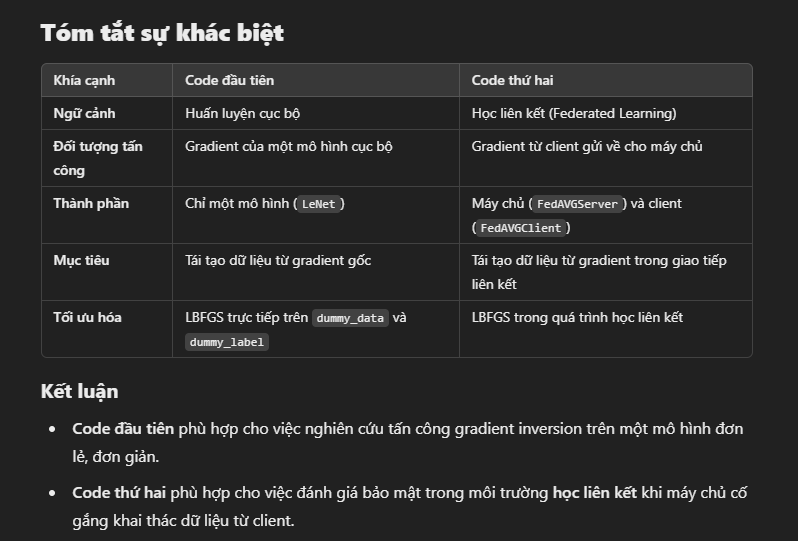 Tóm tắt sự khác biệt
Khía cạnh Code đầu tiên Code thứ hai
Ngữ cảnh Huấn luyện cục bộ Học liên kết (Federated Learning)
Đối tượng tấn công Gradient của một mô hình cục bộ Gradient từ client gửi về cho máy chủ
Thành phần Chỉ một mô hình ( LeNet ) Máy chủ ( FedAVGServer ) và client
( FedAVGClient )
Mục tiêu Tái tạo dữ liệu từ gradient gốc Tái tạo dữ liệu từ gradient trong giao tiếp
liên kết
Tối ưu hóa LBFGS trực tiếp trên dummy_data và
dummy_label
LBFGS trong quá trình học liên kết
Kết luận
• Code đầu tiên phù hợp cho việc nghiên cứu tấn công gradient inversion trên một mô hình đơn
lẻ, đơn giản.
• Code thứ hai phù hợp cho việc đánh giá bảo mật trong môi trường học liên kết khi máy chủ cố
gắng khai thác dữ liệu từ client.